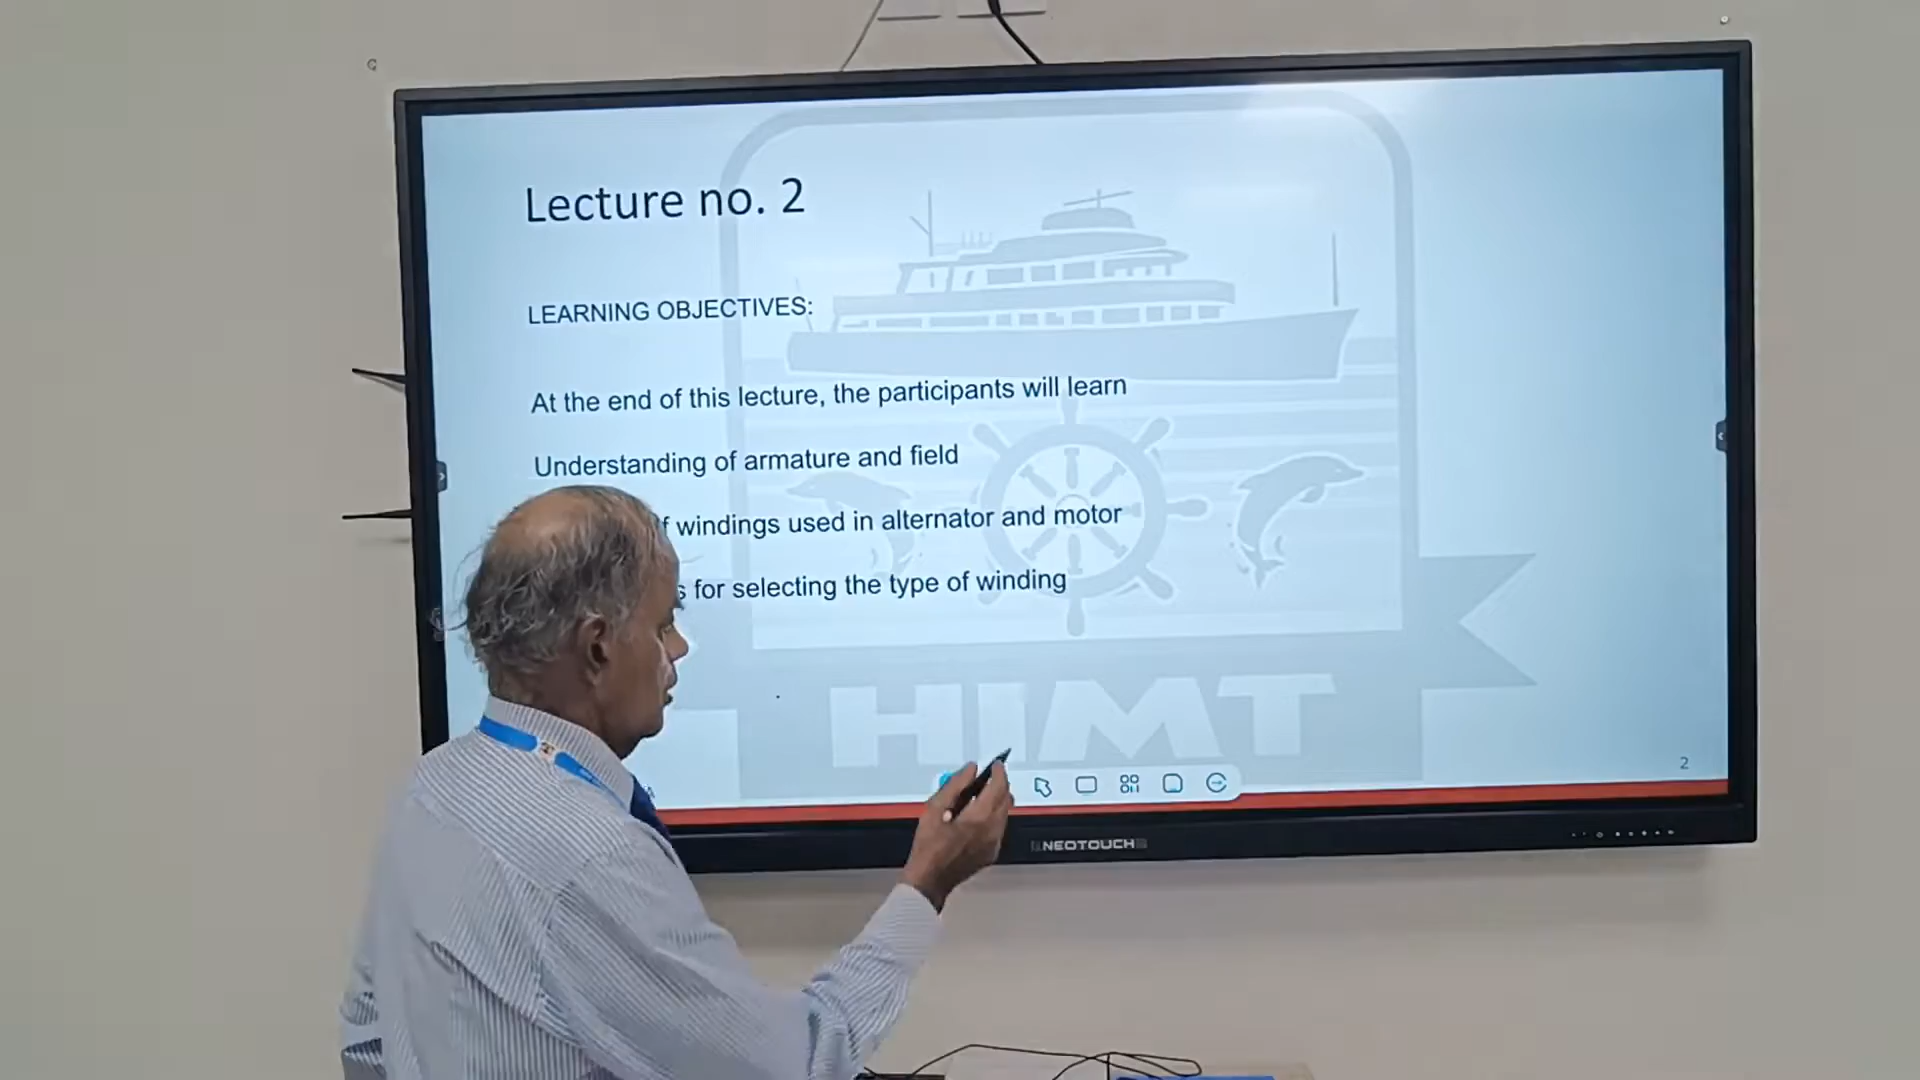 Lecture no. 2
LEARNING OBJECTIVES:
At the end of this lecture, the participants will learn
Understanding of armature and field
f windings used in alternator and motor
s for selecting the type of winding
HIMT
2
NEOTOUCH